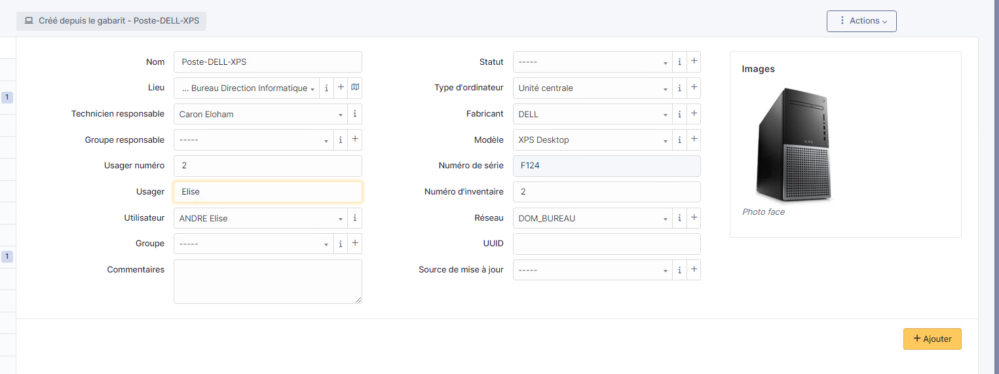 Créé depuis le gabarit - Poste-DELL-XPS
Actions
Nom
Poste-DELL-XPS
Lieu
... Bureau Direction Informatique
Technicien responsable
Caron Eloham
Groupe responsable
-----
Usager numéro
2
Usager
Elise
Utilisateur
ANDRE Elise
Groupe
-----
Commentaires
Statut
-----
Type d'ordinateur
Unité centrale
Fabricant
DELL
Modèle
XPS Desktop
Numéro de série
F124
Numéro d'inventaire
2
Réseau
DOM_BUREAU
UUID
Source de mise à jour
-----
Images
XPS
Photo face
1
1
+ Ajouter